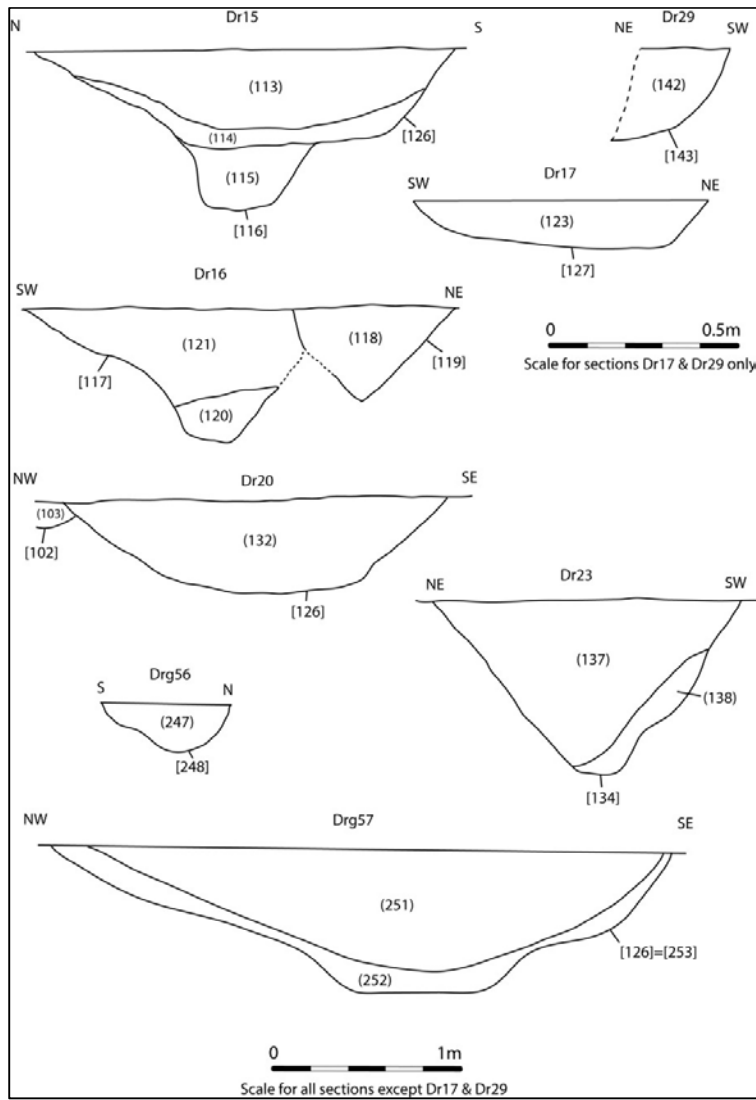 Dr15
N
S
(113)
(114)
[126]
(115)
[116]
Dr29
NE
SW
(142)
[143]
Dr17
SW
NE
(123)
[127]
Dr16
SW
NE
(121)
(118)
[117]
[119]
(120)
0
0.5m
Scale for sections Dr17 & Dr29 only
NW
Dr20
SE
(103)
[102]
(132)
[126]
Dr23
NE
SW
(137)
(138)
[134]
Drg56
S
N
(247)
[248]
NW
Drg57
SE
(251)
[126]=[253]
(252)
0
1m
Scale for all sections except Dr17 & Dr29